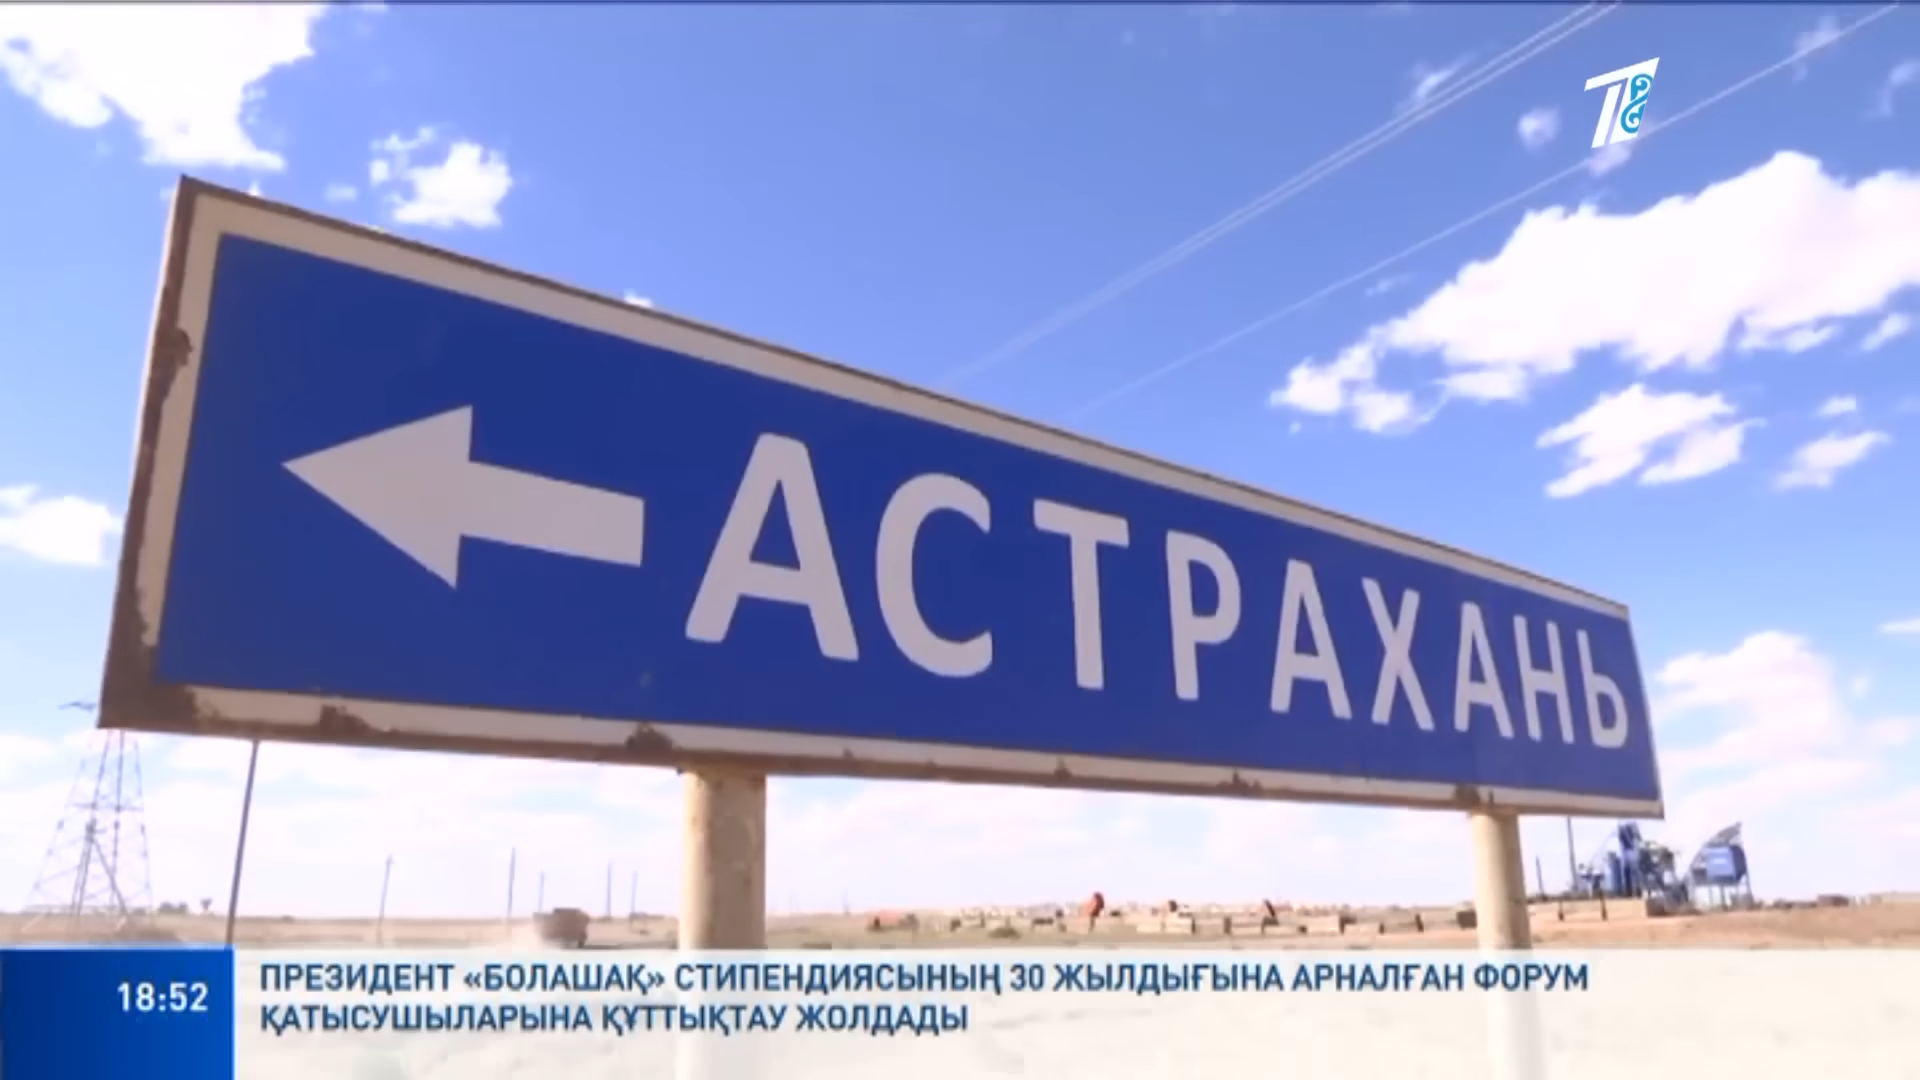 АСТРАХАНЬ
18:52
ПРЕЗИДЕНТ «БОЛАШАҚ» СТИПЕНДИЯСЫНЫҢ 30 ЖЫЛДЫҒЫНА АРНАЛҒАН ФОРУМ
ҚАТЫСУШЫЛАРЫНА ҚҰТТЫҚТАУ ЖОЛДАДЫ